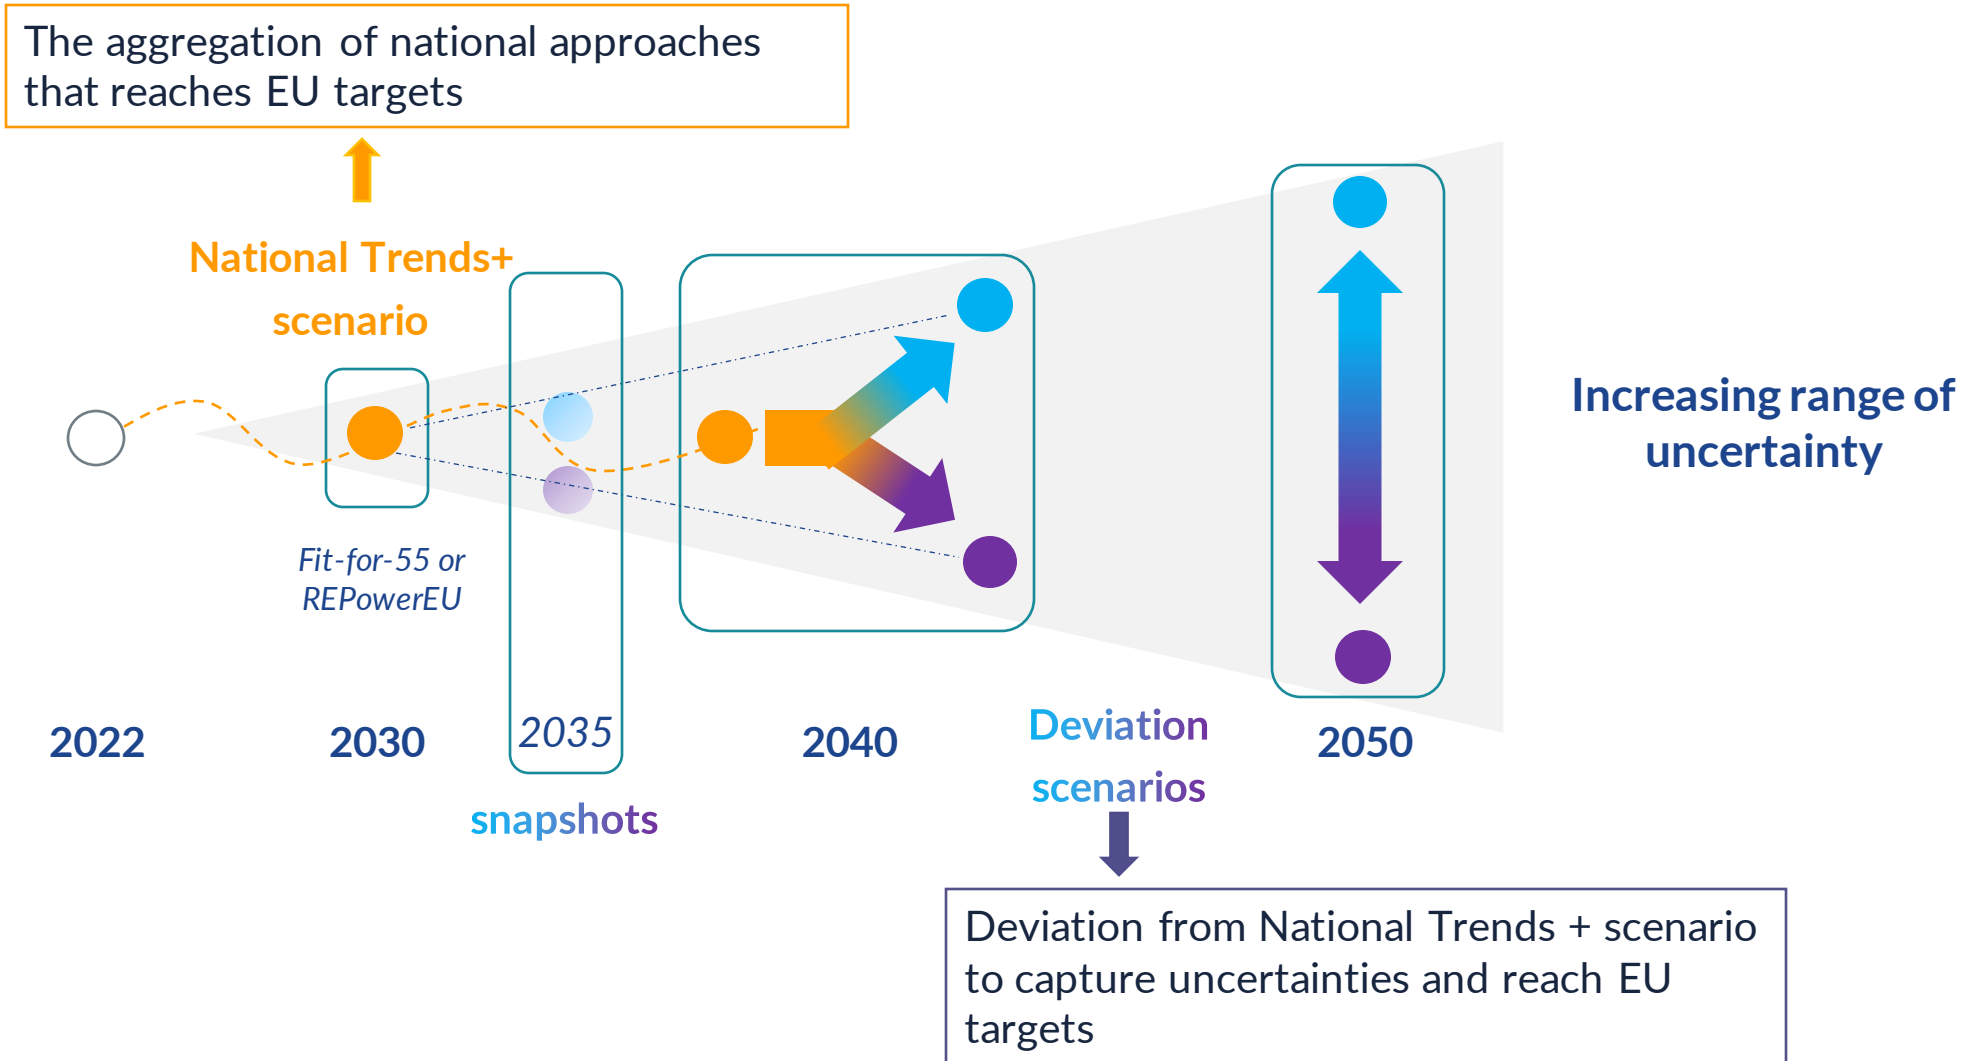 The aggregation of national approaches
that reaches EU targets
National Trends+
scenario
Increasing range of
uncertainty
Fit-for-55 or
REPowerEU
2022
2030
2035
2040
2050
snapshots
Deviation
scenarios
Deviation from National Trends + scenario
to capture uncertainties and reach EU
targets